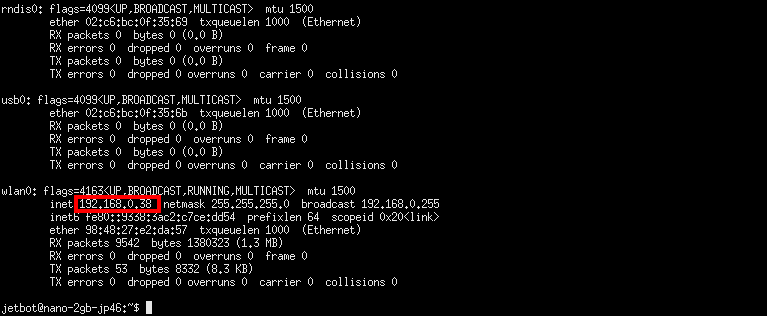 rndis0: flags=4099<UP,BROADCAST,MULTICAST>  mtu 1500
ether 02:c6:bc:0f:35:69  txqueuelen 1000  (Ethernet)
RX packets 0  bytes 0 (0.0 B)
RX errors 0  dropped 0  overruns 0  frame 0
TX packets 0  bytes 0 (0.0 B)
TX errors 0  dropped 0 overruns 0  carrier 0  collisions 0
usb0: flags=4099<UP,BROADCAST,MULTICAST>  mtu 1500
ether 02:c6:bc:0f:35:6b  txqueuelen 1000  (Ethernet)
RX packets 0  bytes 0 (0.0 B)
RX errors 0  dropped 0  overruns 0  frame 0
TX packets 0  bytes 0 (0.0 B)
TX errors 0  dropped 0 overruns 0  carrier 0  collisions 0
wlan0: flags=4163<UP,BROADCAST,RUNNING,MULTICAST>  mtu 1500
inet 192.168.0.38  netmask 255.255.255.0  broadcast 192.168.0.255
inet6 fe80::9338:3ac2:c7ce:dd54  prefixlen 64  scopeid 0x20<link>
ether 98:48:27:e2:da:57  txqueuelen 1000  (Ethernet)
RX packets 9542  bytes 1380323 (1.3 MB)
RX errors 0  dropped 0  overruns 0  frame 0
TX packets 53  bytes 8332 (8.3 KB)
TX errors 0  dropped 0 overruns 0  carrier 0  collisions 0
jetbot@nano-2gb-jp46:~$